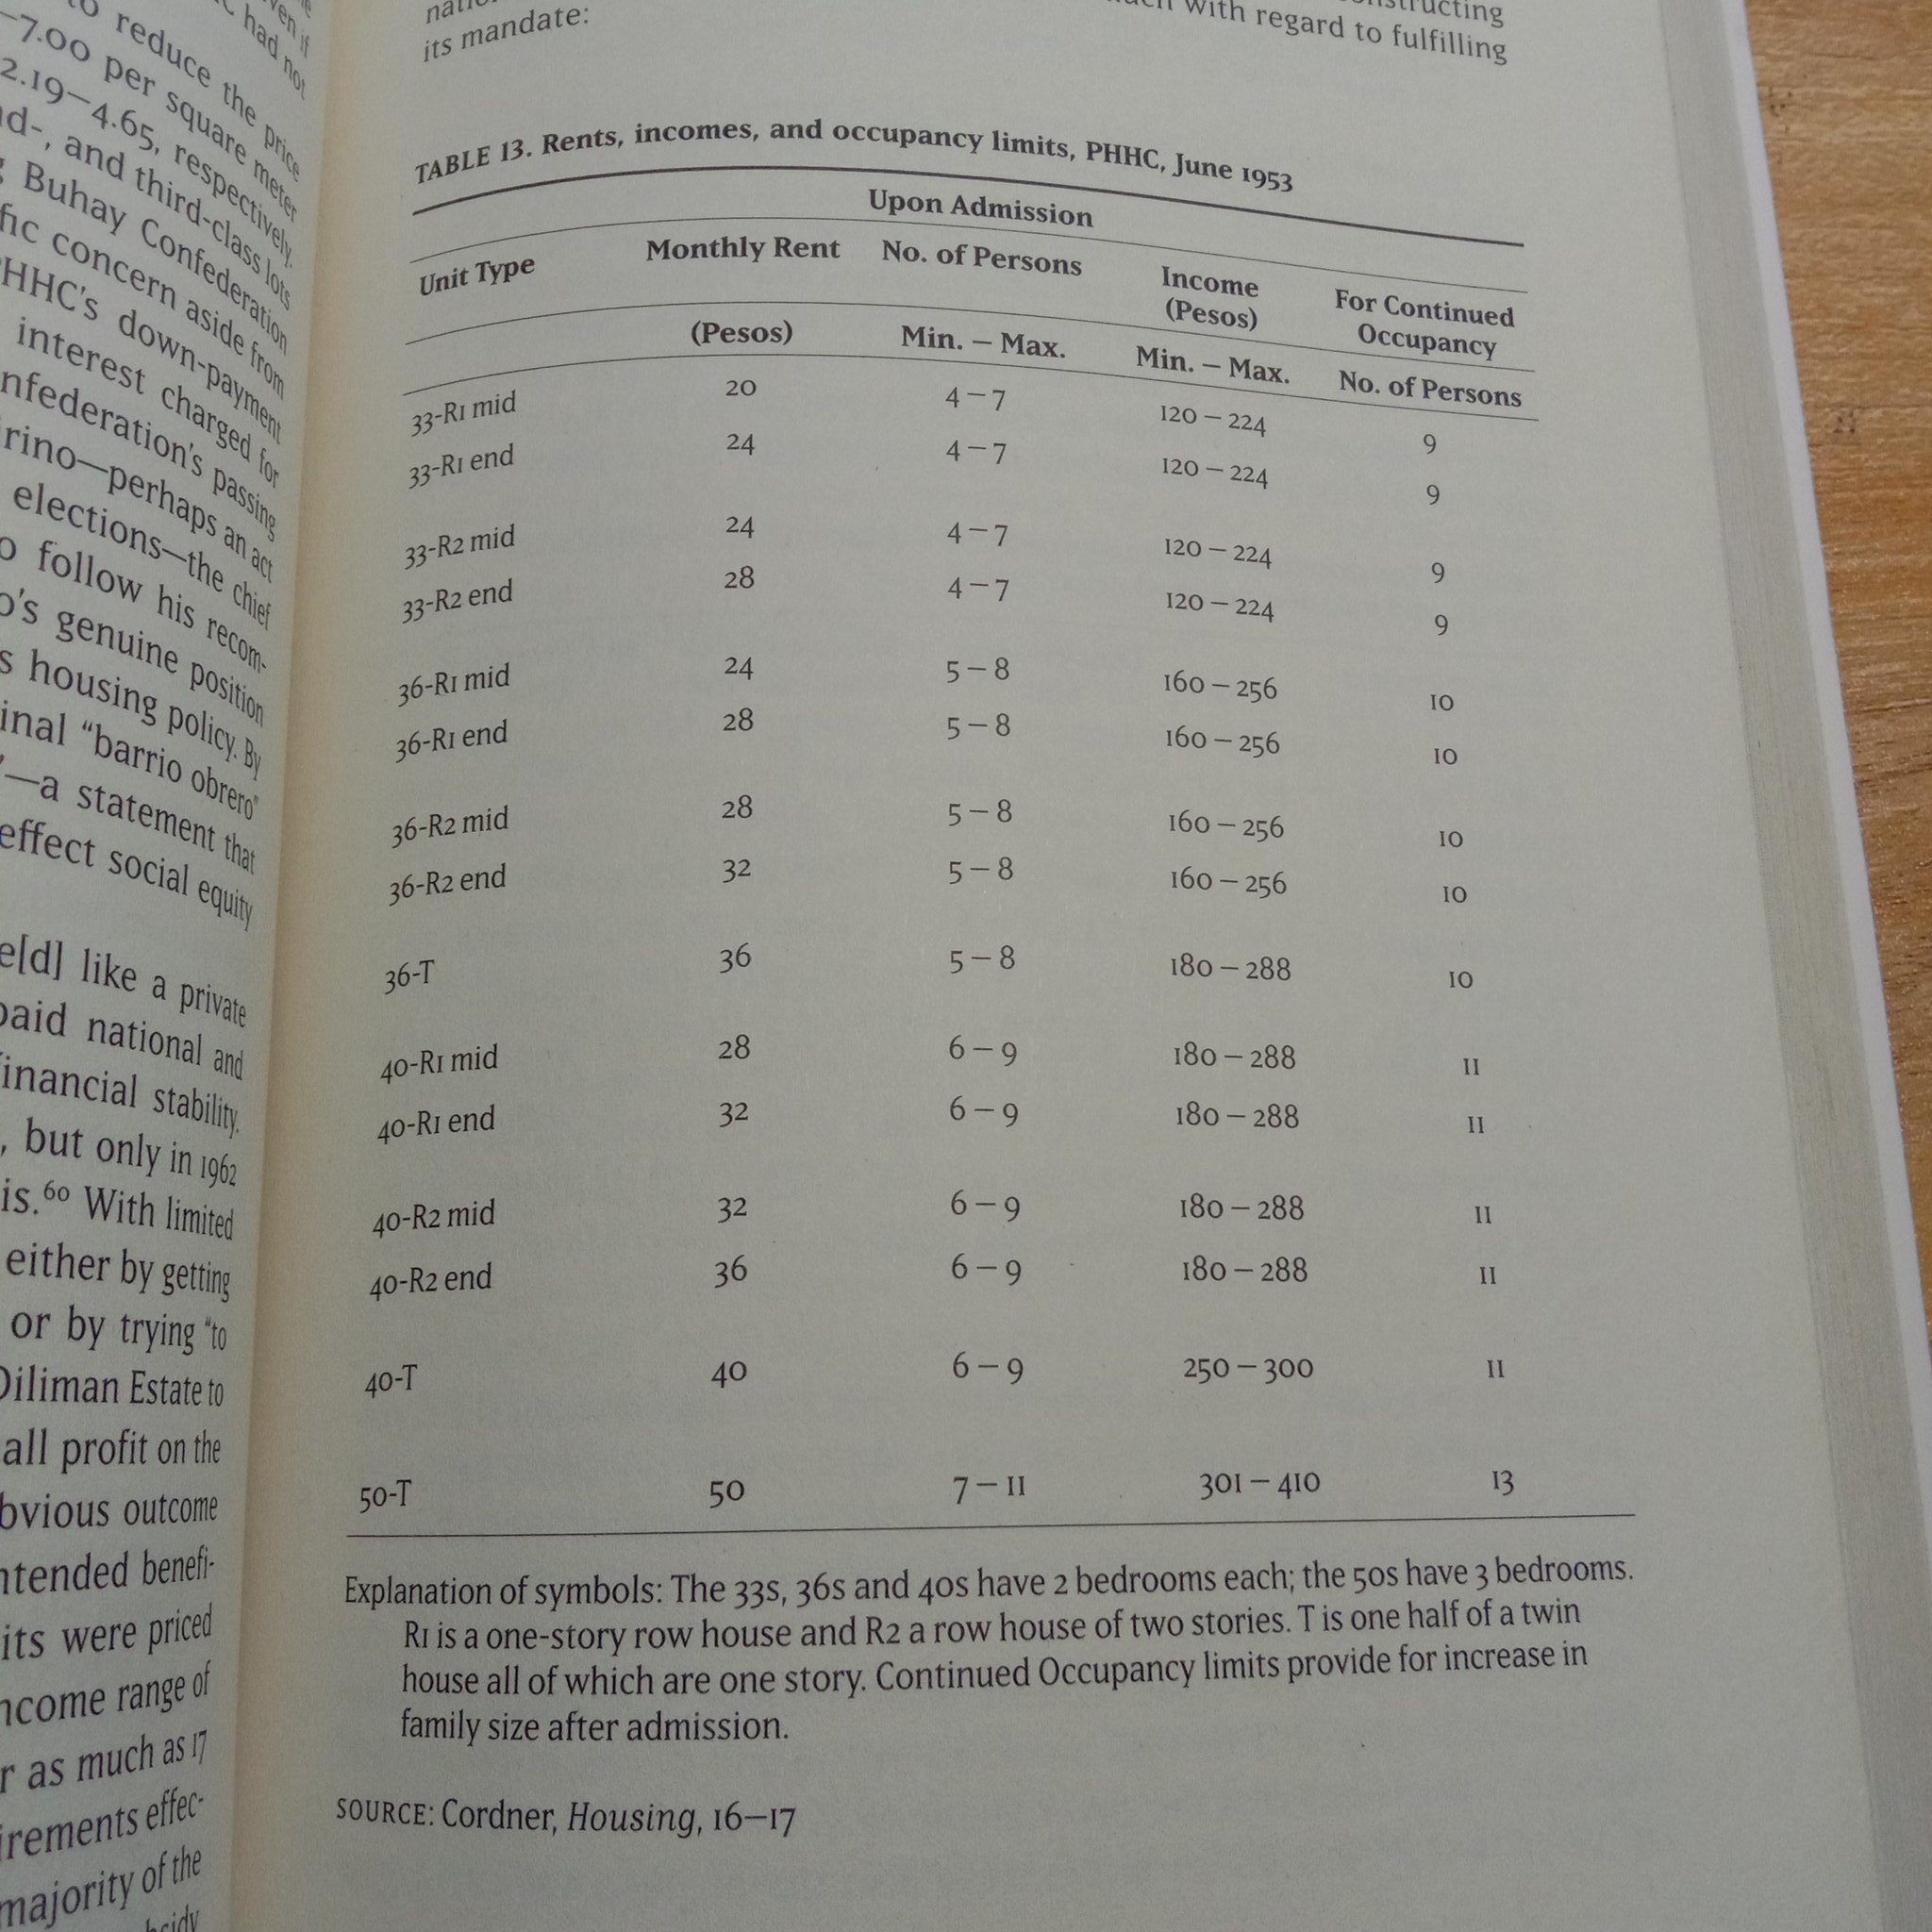 had not
to reduce the price
–7.00 per square meter
2.19–4.65, respectively.
and third-class lots
Buhay Confederation
concern aside from
PHHC's down-payment
interest charged for
passing
perhaps an act
elections—the chief
follow his recom-
genuine position
housing policy. By
"barrio obrero"
—a statement that
effect social equity
like a private
paid national and
financial stability.
, but only in 1962
is.60 With limited
either by getting
or by trying "to
Diliman Estate to
all profit on the
obvious outcome
intended benefi-
its were priced
income range of
as much as 17
effec-
majority of the
its mandate:
with regard to fulfilling
TABLE 13. Rents, incomes, and occupancy limits, PHHC, June 1953
Upon Admission
Unit Type Monthly Rent No. of Persons Income (Pesos) For Continued Occupancy
(Pesos) Min. – Max. Min. – Max. No. of Persons
33-R1 mid 20 4 – 7 120 – 224 9
33-R1 end 24 4 – 7 120 – 224 9
33-R2 mid 24 4 – 7 120 – 224 9
33-R2 end 28 4 – 7 120 – 224 9
36-R1 mid 24 5 – 8 160 – 256 10
36-R1 end 28 5 – 8 160 – 256 10
36-R2 mid 28 5 – 8 160 – 256 10
36-R2 end 32 5 – 8 160 – 256 10
36-T 36 5 – 8 180 – 288 10
40-R1 mid 28 6 – 9 180 – 288 11
40-R1 end 32 6 – 9 180 – 288 11
40-R2 mid 32 6 – 9 180 – 288 11
40-R2 end 36 6 – 9 180 – 288 11
40-T 40 6 – 9 250 – 300 11
50-T 50 7 – 11 301 – 410 13
Explanation of symbols: The 33s, 36s and 40s have 2 bedrooms each; the 50s have 3 bedrooms.
R1 is a one-story row house and R2 a row house of two stories. T is one half of a twin
house all of which are one story. Continued Occupancy limits provide for increase in
family size after admission.
SOURCE: Cordner, Housing, 16–17